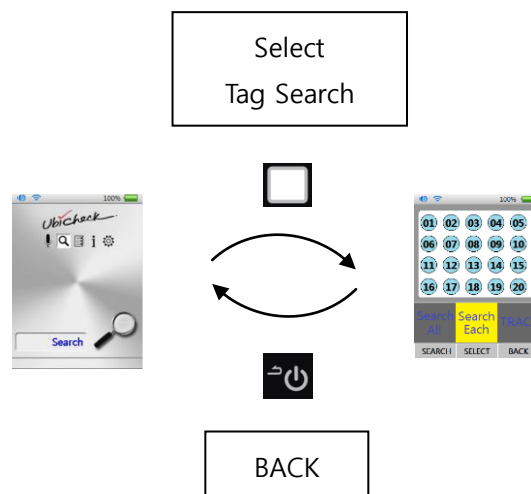 Select
Tag Search
100%
UbiCheck
i
Search
100%
01 02 03 04 05
06 07 08 09 10
11 12 13 14 15
16 17 18 19 20
Search All
Search Each
TRAC
SEARCH SELECT BACK
BACK